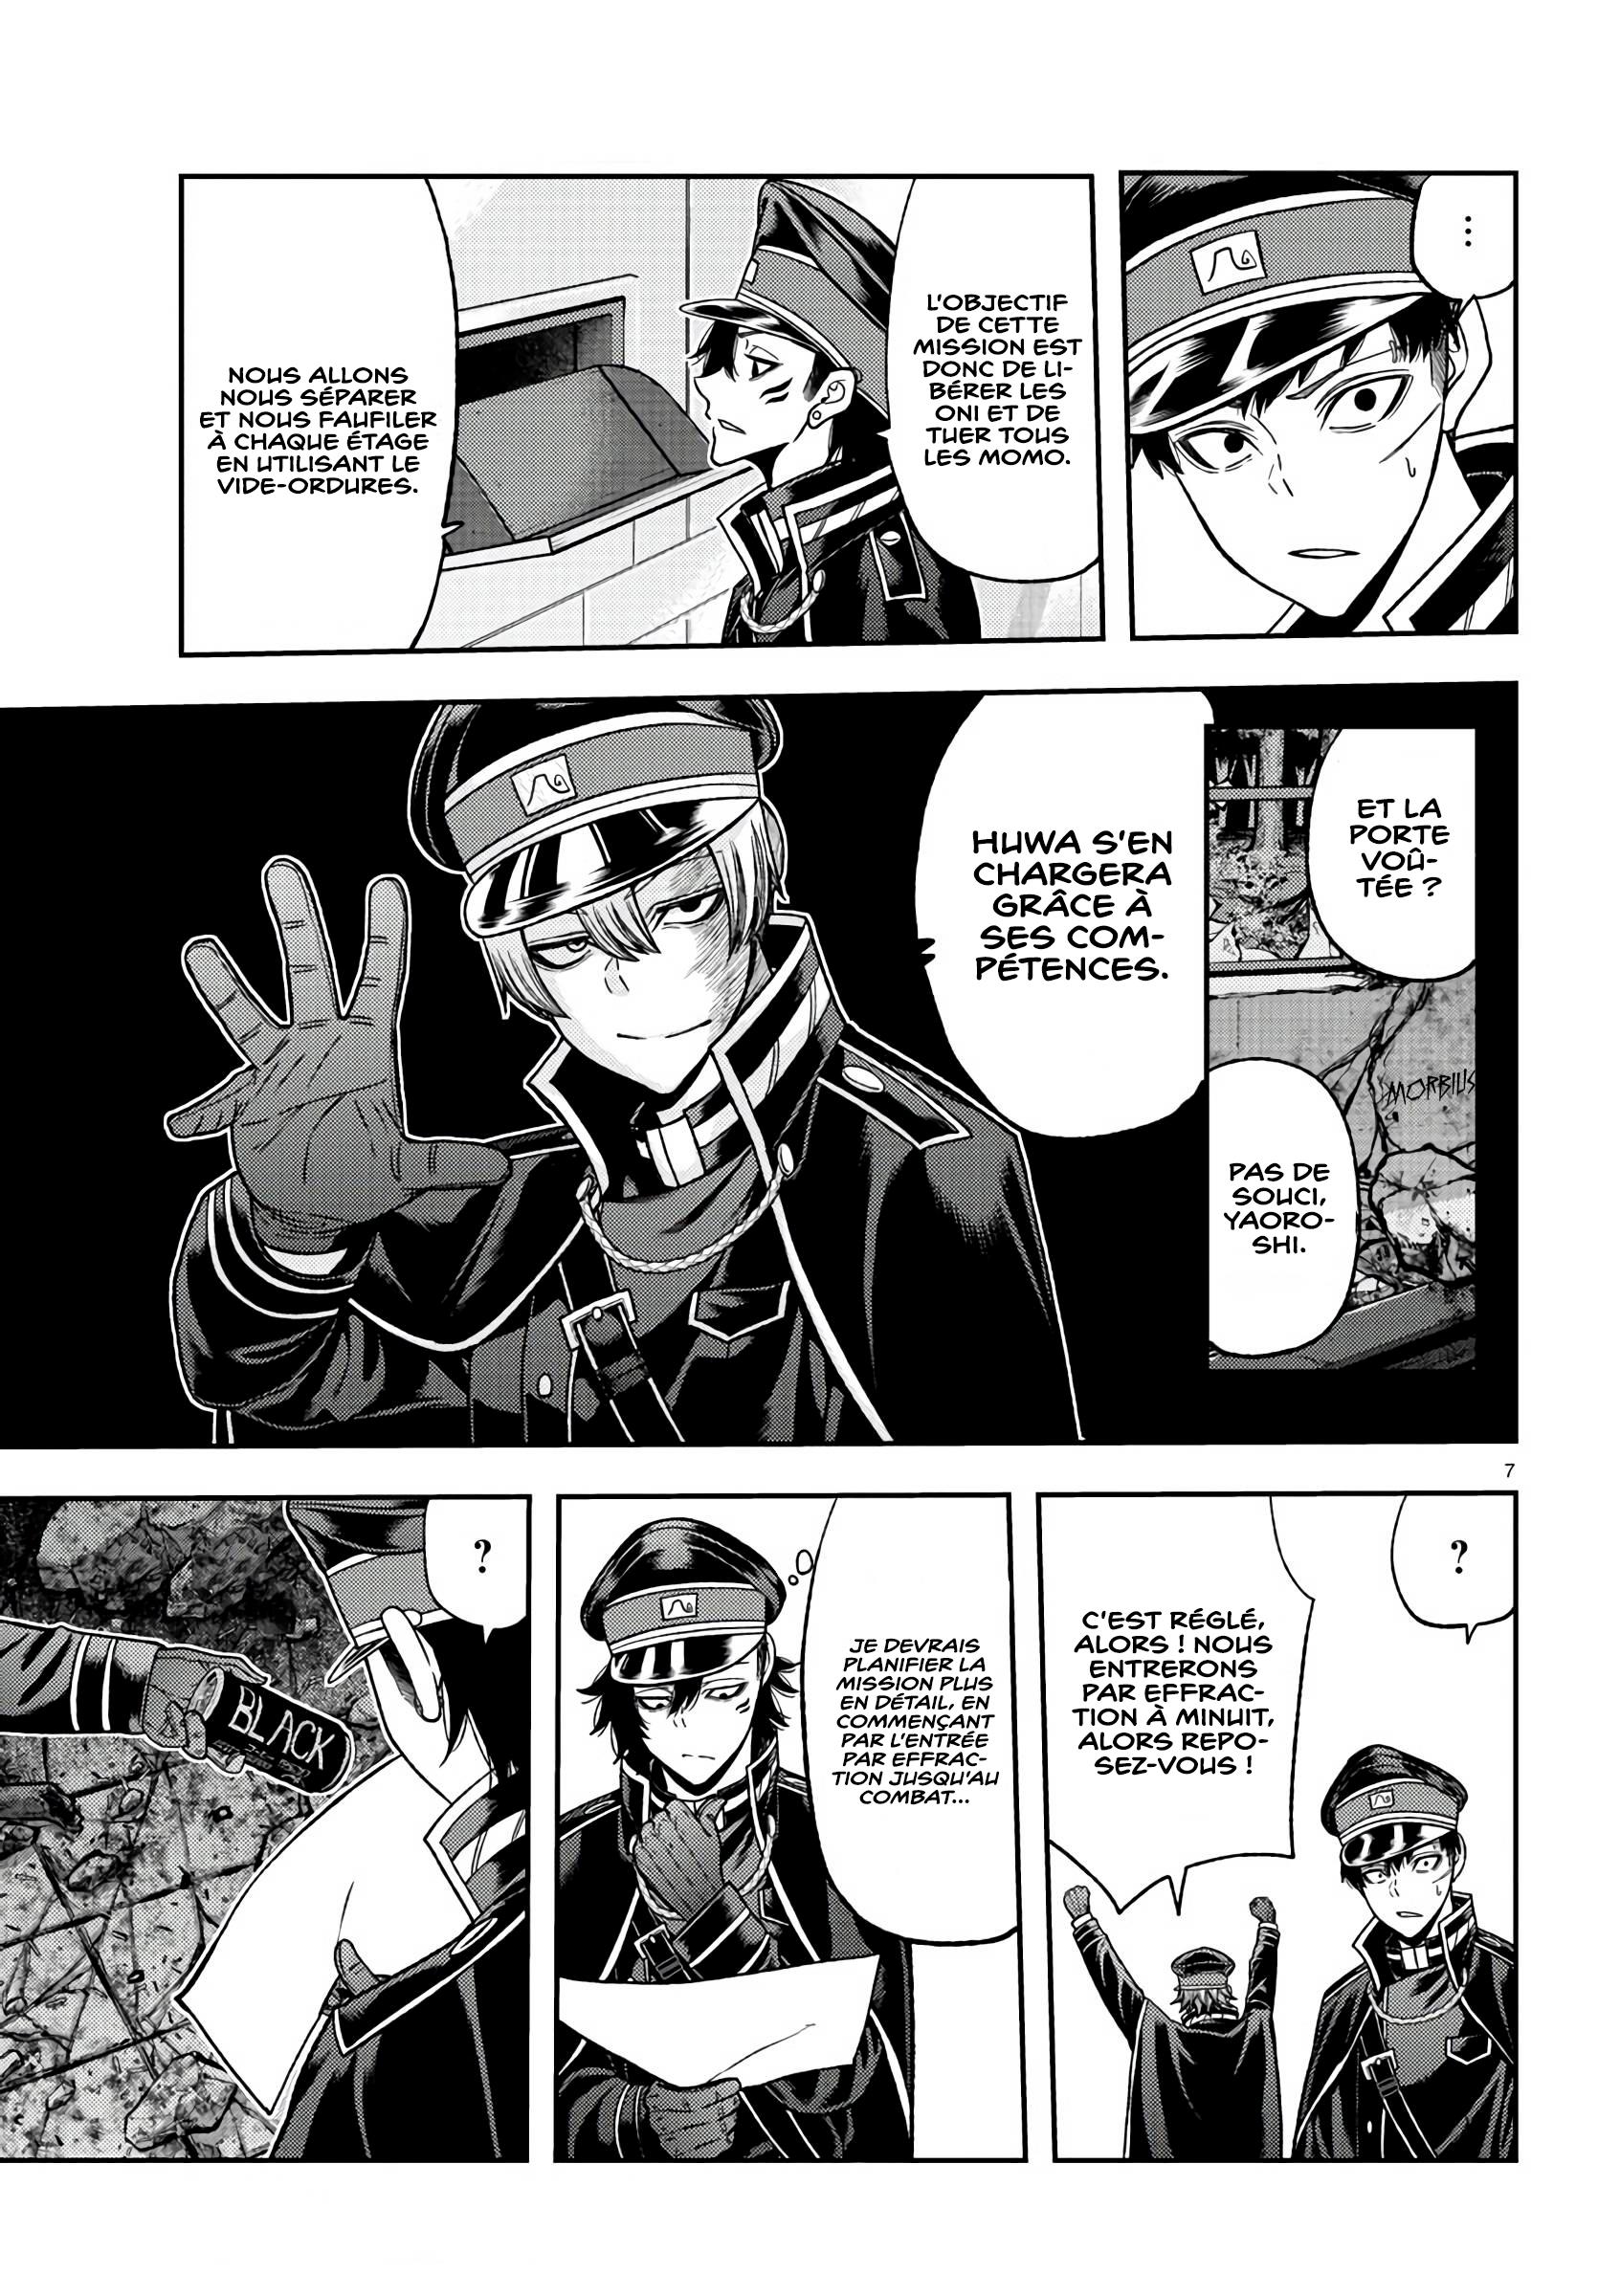 ...
L'OBJECTIF
DE CETTE
MISSION EST
DONC DE LI-
BÉRER LES
ONI ET DE
TUER TOUS
LES MOMO.
NOUS ALLONS
NOUS SÉPARER
ET NOUS FAUFILER
À CHAQUE ÉTAGE
EN UTILISANT LE
VIDE-ORDURES.
ET LA
PORTE
VOÛ-
TÉE ?
MORBIUS
PAS DE
SOUCI,
YAORO-
SHI.
HUWA S'EN
CHARGERA
GRÂCE À
SES COM-
PÉTENCES.
7
?
C'EST RÉGLÉ,
ALORS ! NOUS
ENTRERONS
PAR EFFRAC-
TION À MINUIT,
ALORS REPO-
SEZ-VOUS !
JE DEVRAIS
PLANIFIER LA
MISSION PLUS
EN DÉTAIL, EN
COMMENÇANT
PAR L'ENTRÉE
PAR EFFRAC-
TION JUSQU'AU
COMBAT...
?
BLACK